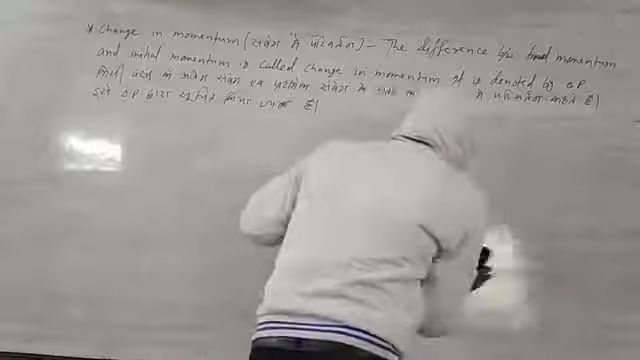 * Change in momentum (संवेग में परिवर्तन) - The difference b/w final momentum
and initial momentum is called change in momentum it is denoted by ΔP
किसी वस्तु के अंतिम संवेग एवं प्रारंभिक संवेग के में परिवर्तन कहते हैं।
इसे ΔP द्वारा सूचित किया जाता है।